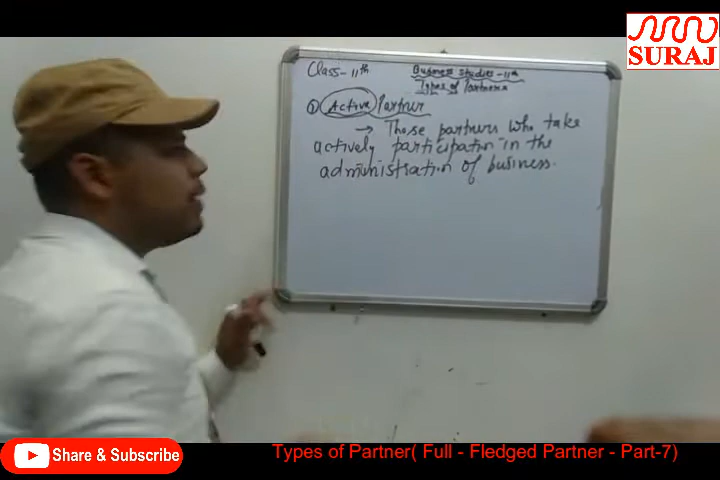 SURAJ
Class-11th
Business studies-11th
Types of Partners
① Active Partner
→ Those partners who take
actively participation in the
administration of business.
Share & Subscribe
Types of Partner( Full - Fledged Partner - Part-7)